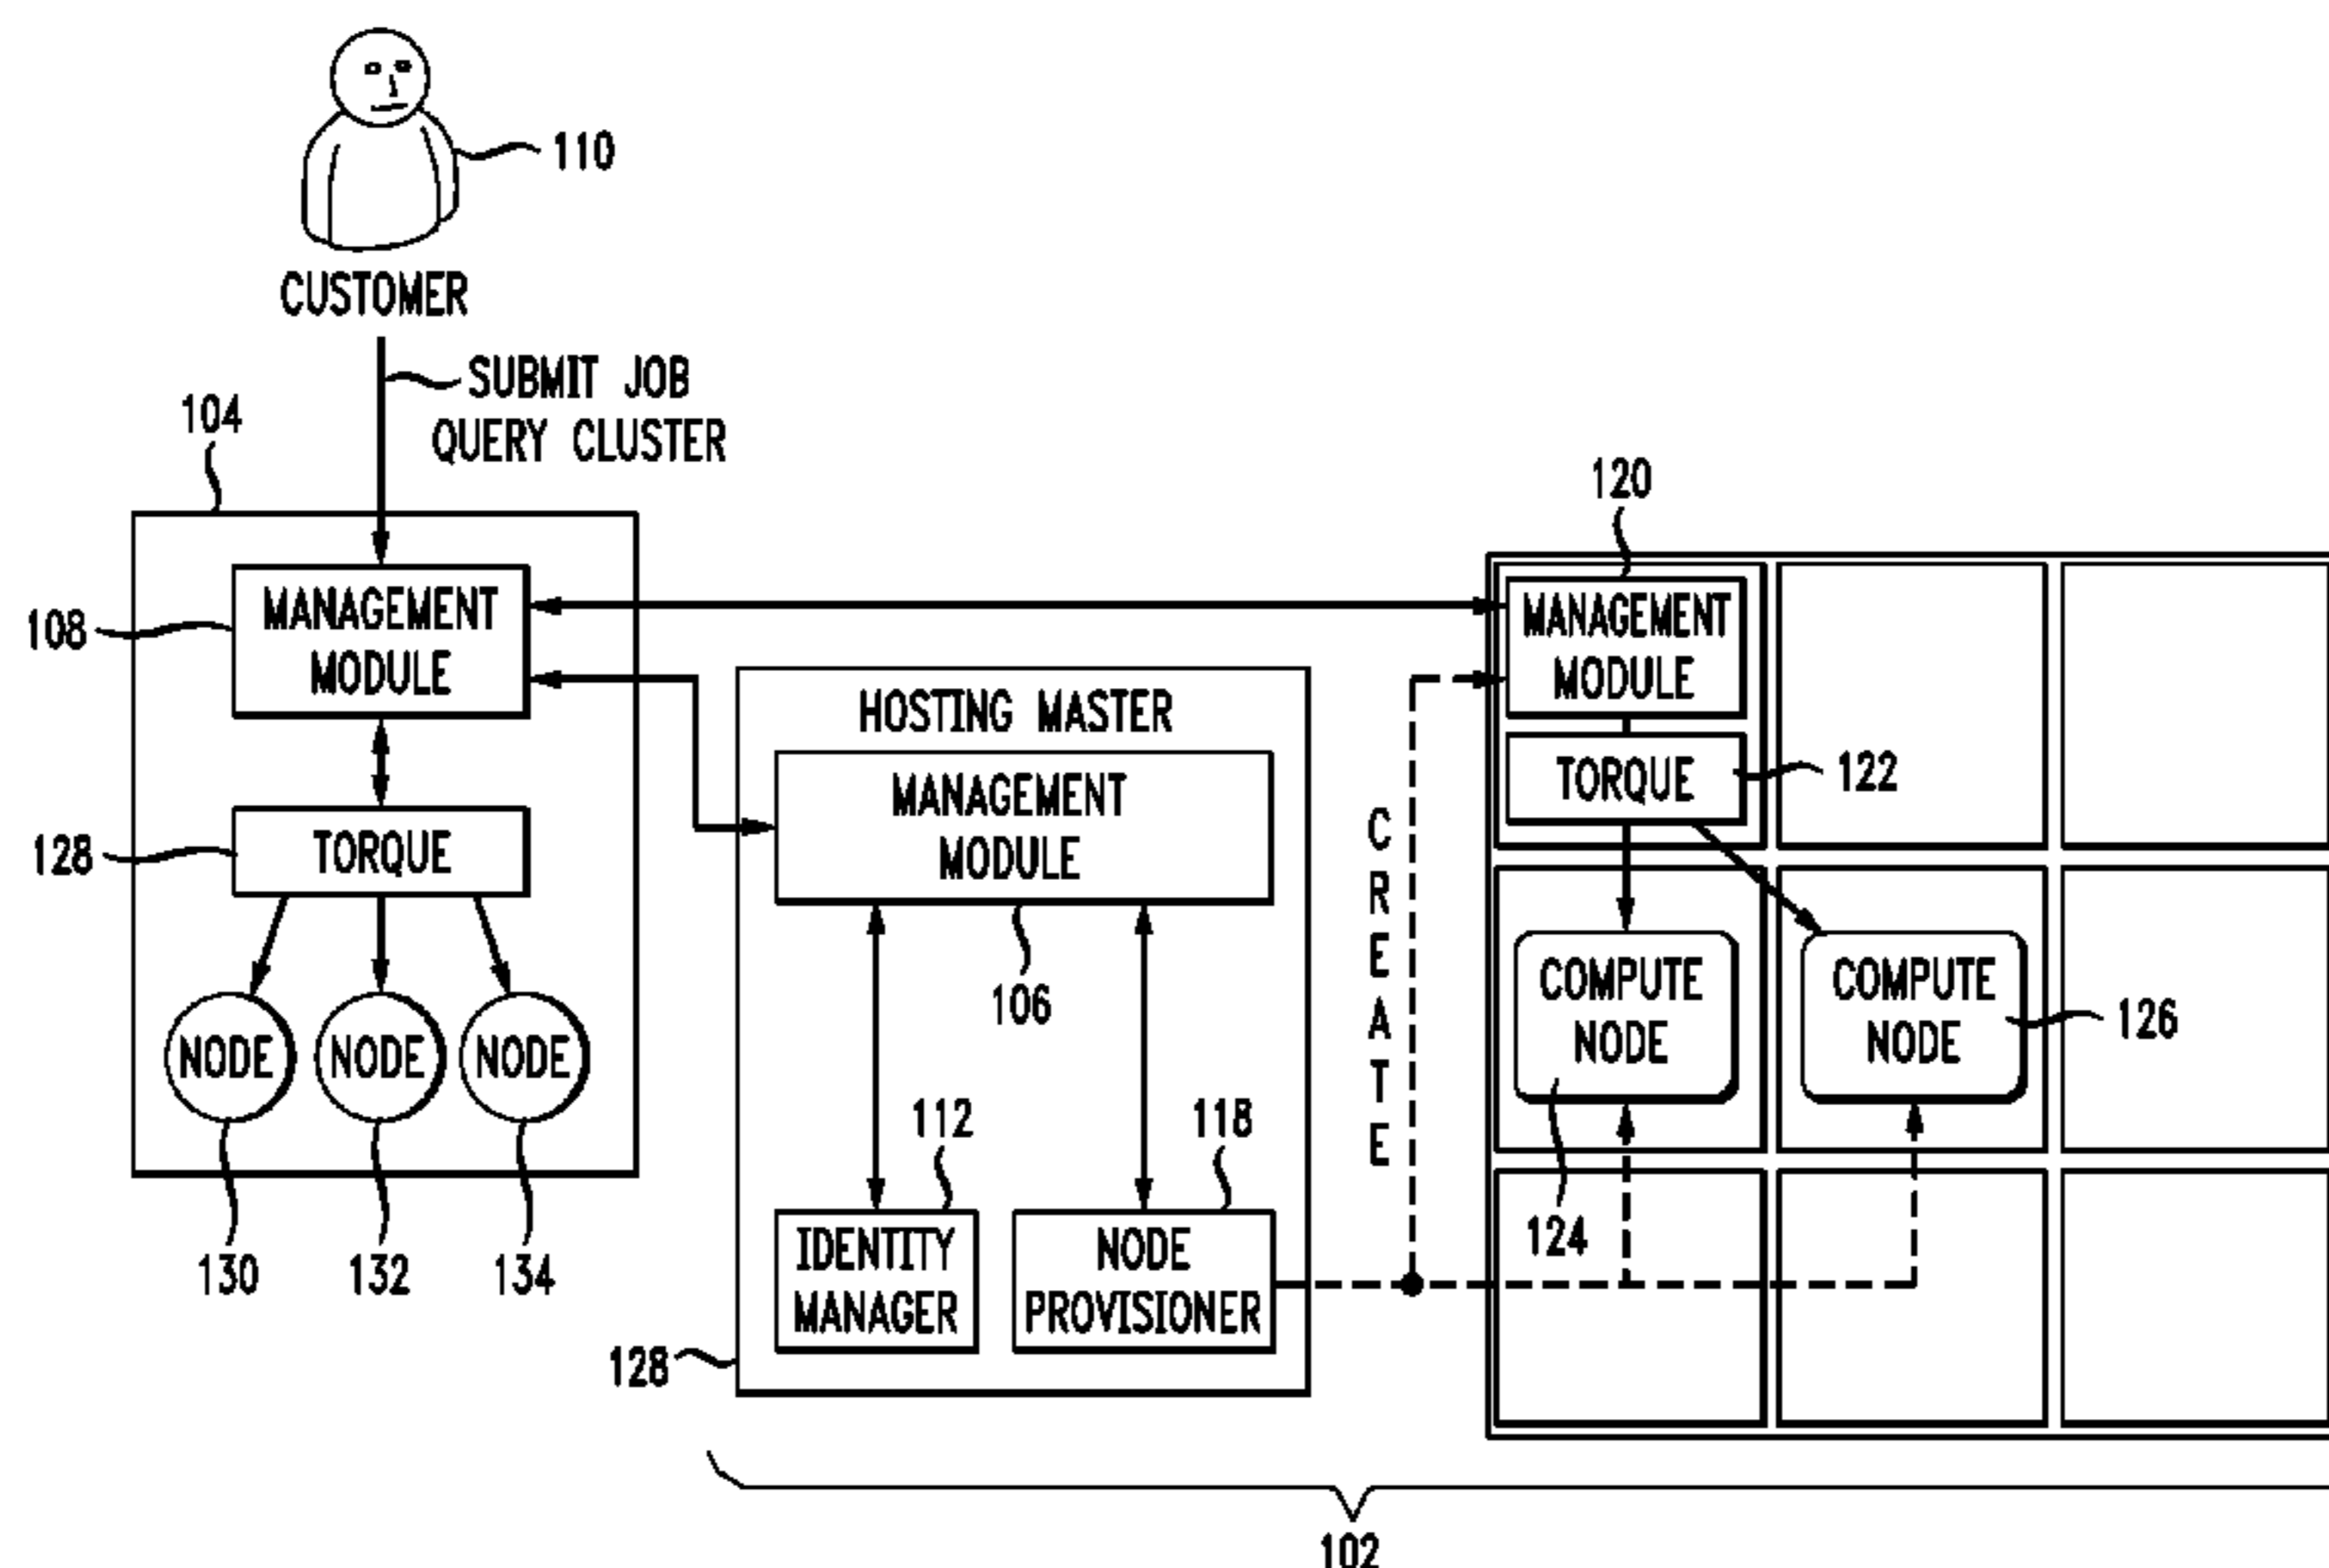 110
CUSTOMER
SUBMIT JOB
QUERY CLUSTER
104
108
MANAGEMENT
MODULE
128
TORQUE
NODE
NODE
NODE
130
132
134
HOSTING MASTER
MANAGEMENT
MODULE
106
112
118
IDENTITY
MANAGER
NODE
PROVISIONER
128
CREATE
120
MANAGEMENT
MODULE
TORQUE
122
COMPUTE
NODE
COMPUTE
NODE
126
124
102